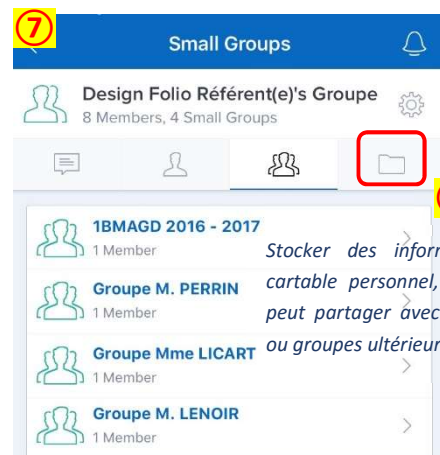 ⑦
Small Groups
Design Folio Référent(e)'s Groupe
8 Members, 4 Small Groups
1BMAGD 2016 - 2017
1 Member
Groupe M. PERRIN
1 Member
Groupe Mme LICART
1 Member
Groupe M. LENOIR
1 Member
Stocker des
cartable personnel,
peut partager avec
ou groupes